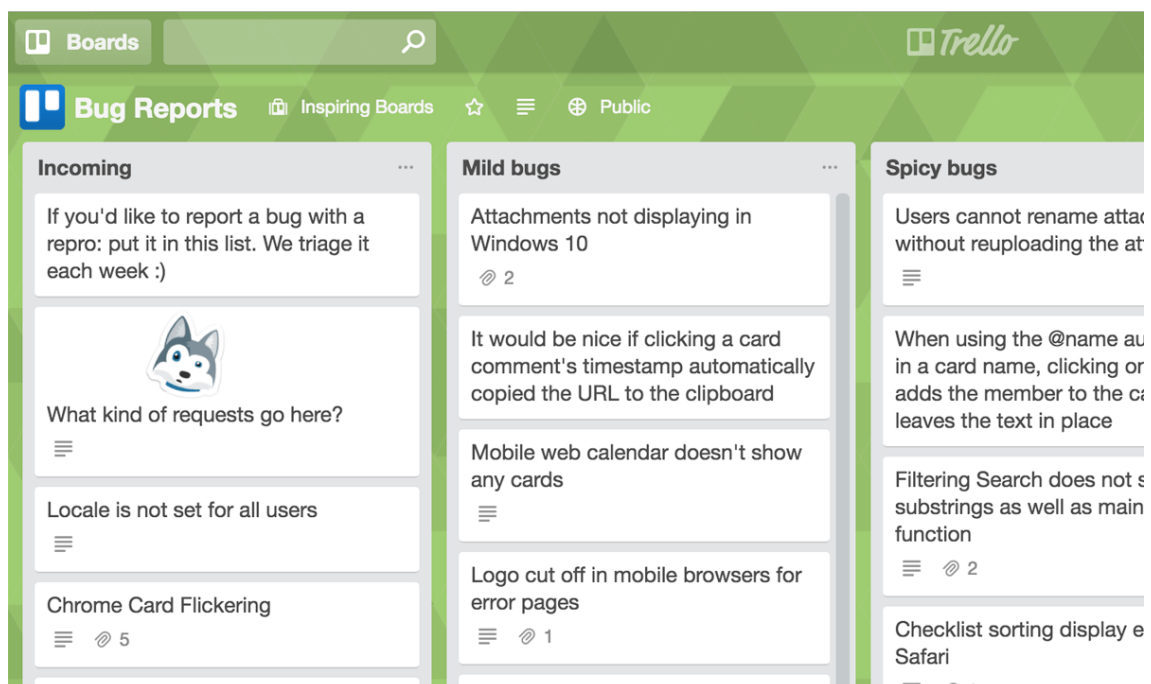 Boards
Trello
Bug Reports
Inspiring Boards
Public
Incoming
If you'd like to report a bug with a
repro: put it in this list. We triage it
each week :)
What kind of requests go here?
Locale is not set for all users
Chrome Card Flickering
5
Mild bugs
Attachments not displaying in
Windows 10
2
It would be nice if clicking a card
comment's timestamp automatically
copied the URL to the clipboard
Mobile web calendar doesn't show
any cards
Logo cut off in mobile browsers for
error pages
1
Spicy bugs
Users cannot rename
without reuploading the
When using the @name
in a card name, clicking
adds the member to the
leaves the text in place
Filtering Search does not
substrings as well as main
function
2
Checklist sorting display
Safari